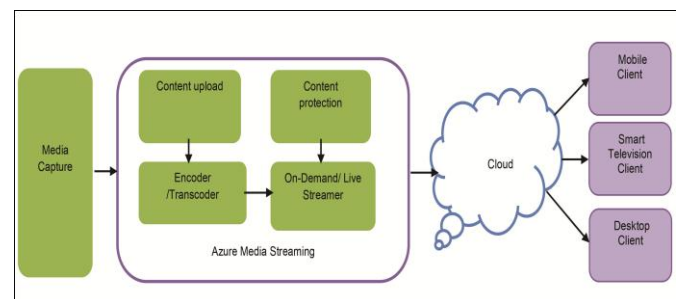 Media
Capture
Content upload
Content
protection
Encoder
/Transcoder
On-Demand/ Live
Streamer
Azure Media Streaming
Cloud
Mobile
Client
Smart
Television
Client
Desktop
Client